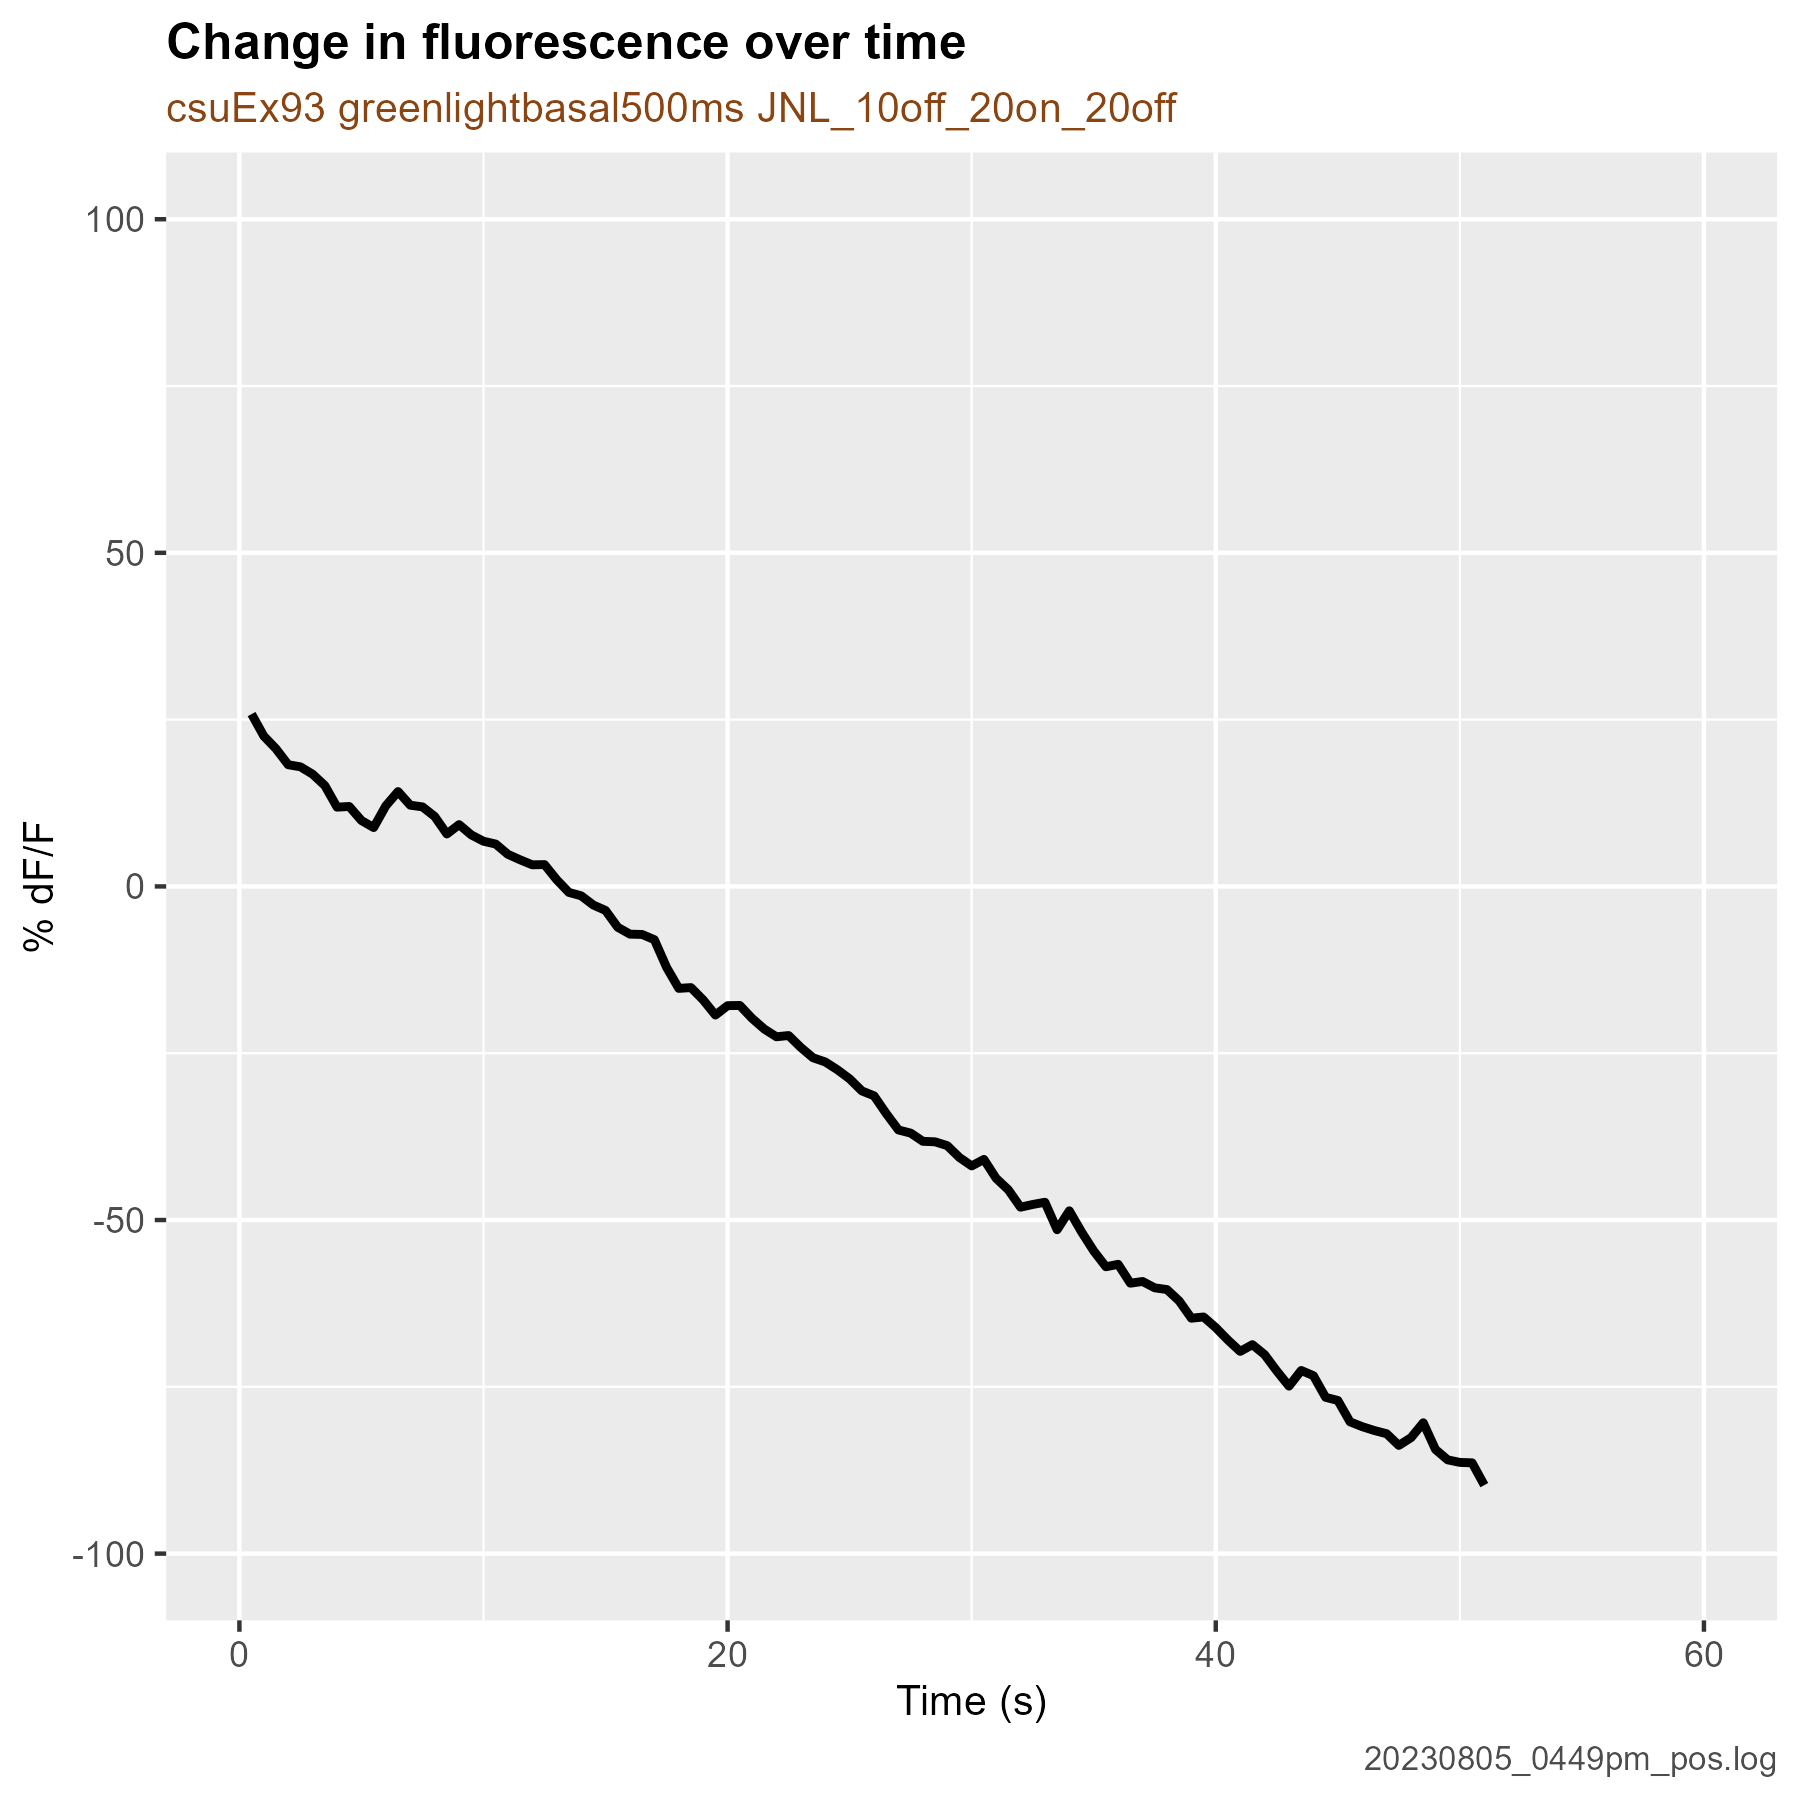 Change in fluorescence over time
csuEx93 greenlightbasal500ms JNL_10off_20on_20off
100
50
0
-50
-100
% dF/F
0 20 40 60
Time (s)
20230805_0449pm_pos.log